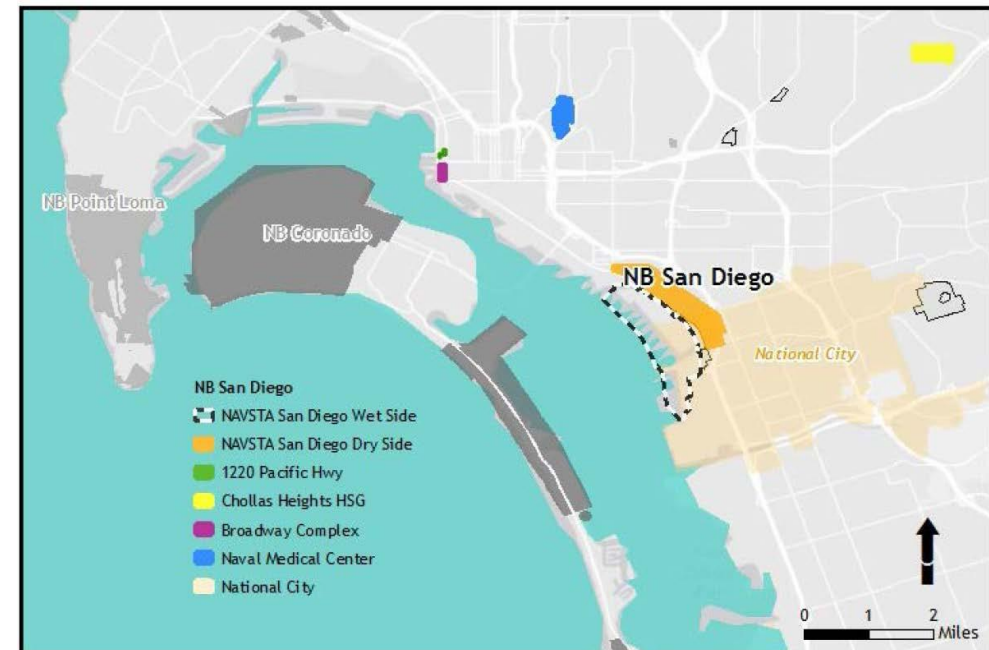 NB Point Loma
NB Coronado
NB San Diego
National City
NB San Diego
NAVSTA San Diego Wet Side
NAVSTA San Diego Dry Side
1220 Pacific Hwy
Chollas Heights HSG
Broadway Complex
Naval Medical Center
National City
0 1 2
Miles